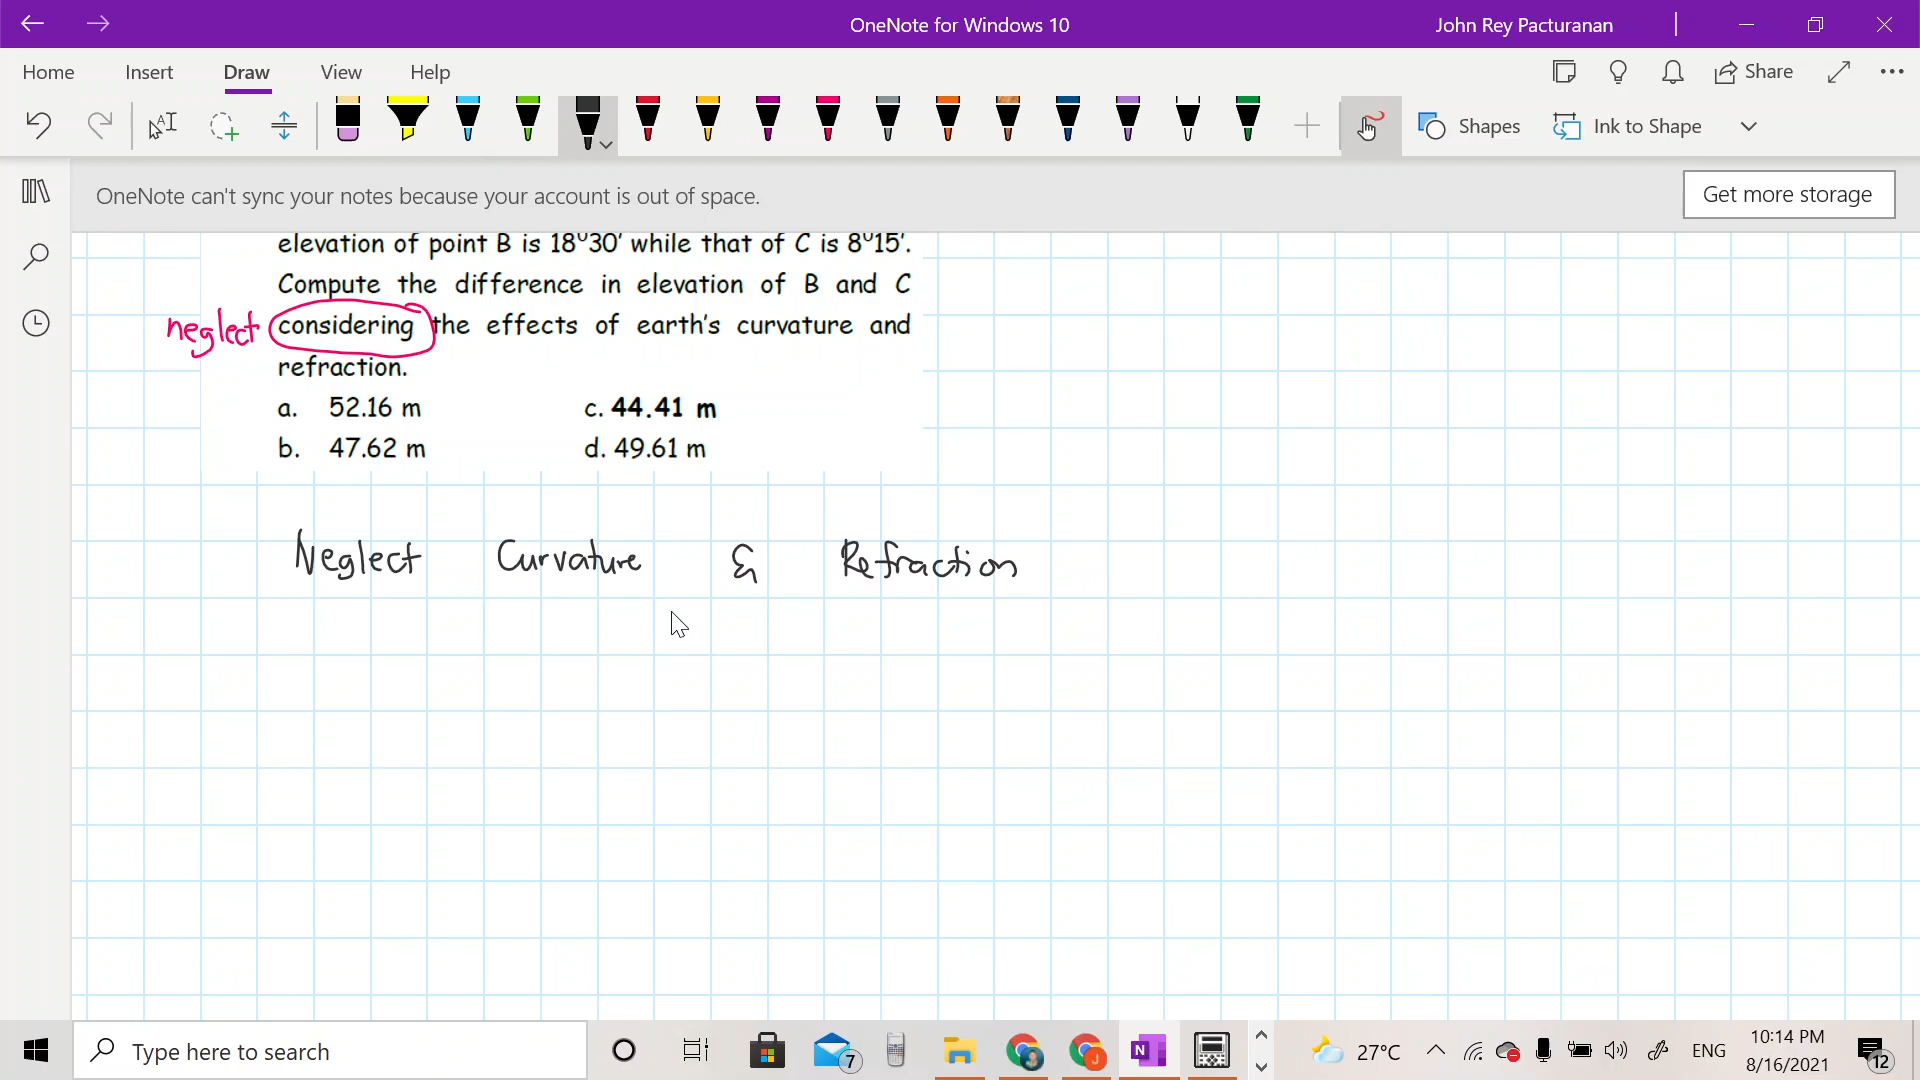 OneNote for Windows 10
John Rey Pacturanan
Home Insert Draw View Help
Share
Shapes
Ink to Shape
OneNote can't sync your notes because your account is out of space.
Get more storage
elevation of point B is 18⁰30' while that of C is 8⁰15'.
Compute the difference in elevation of B and C
neglect considering the effects of earth's curvature and
refraction.
a. 52.16 m c. 44.41 m
b. 47.62 m d. 49.61 m
Neglect Curvature & Refraction
Type here to search
7
N
J
27°C
ENG
10:14 PM
8/16/2021
12